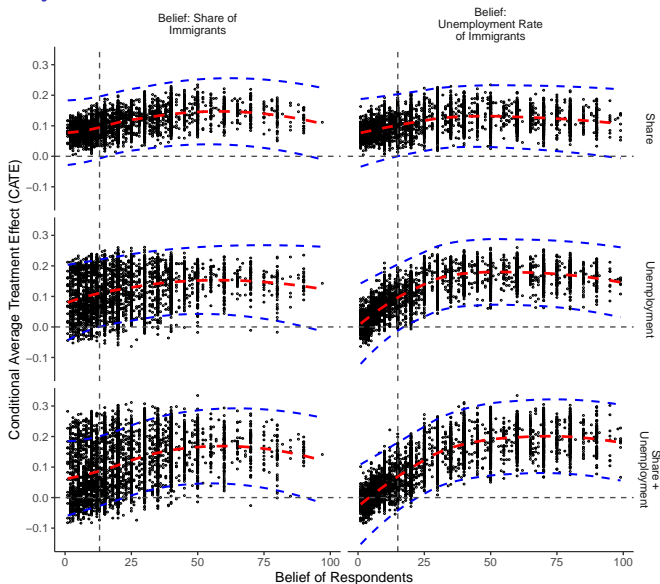 Belief: Share of
Immigrants
Belief:
Unemployment Rate
of Immigrants
Conditional Average Treatment Effect (CATE)
0.3
0.2
0.1
0.0
−0.1
Share
0.3
0.2
0.1
0.0
−0.1
Unemployment
0.3
0.2
0.1
0.0
−0.1
Share +
Unemployment
0 25 50 75 100 0 25 50 75 100
Belief of Respondents